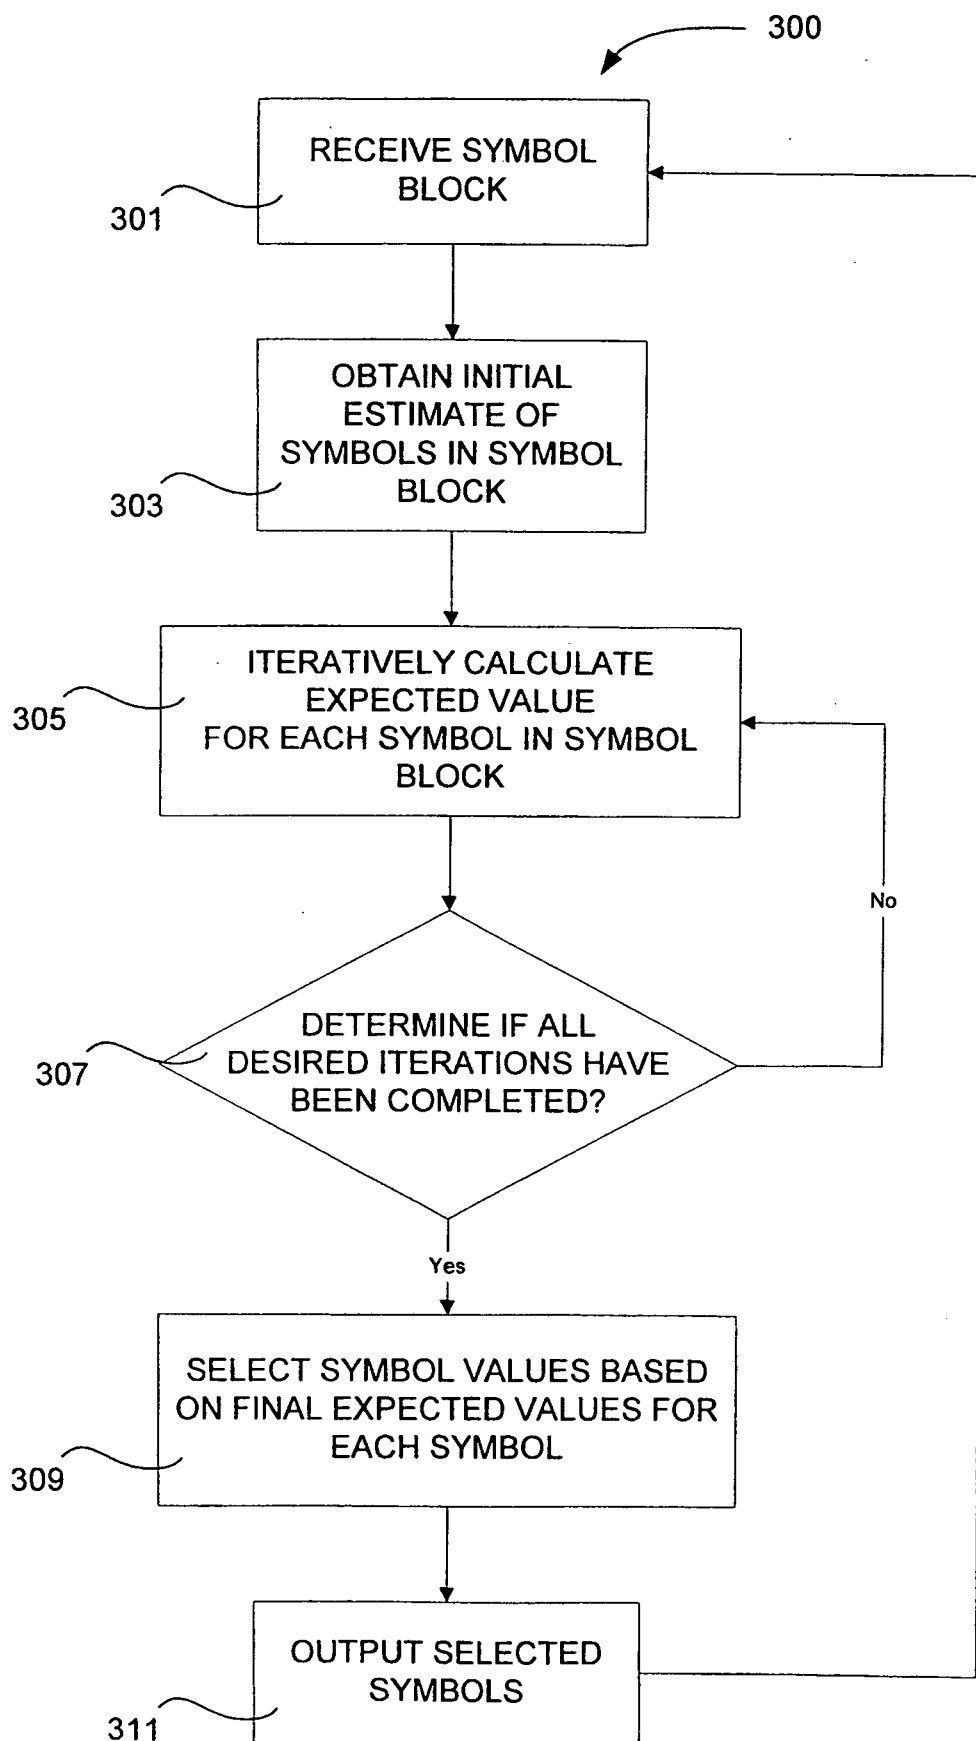 300
RECEIVE SYMBOL
BLOCK
301
OBTAIN INITIAL
ESTIMATE OF
SYMBOLS IN SYMBOL
BLOCK
303
ITERATIVELY CALCULATE
EXPECTED VALUE
FOR EACH SYMBOL IN SYMBOL
BLOCK
305
No
DETERMINE IF ALL
DESIRED ITERATIONS HAVE
BEEN COMPLETED?
307
Yes
SELECT SYMBOL VALUES BASED
ON FINAL EXPECTED VALUES FOR
EACH SYMBOL
309
OUTPUT SELECTED
SYMBOLS
311